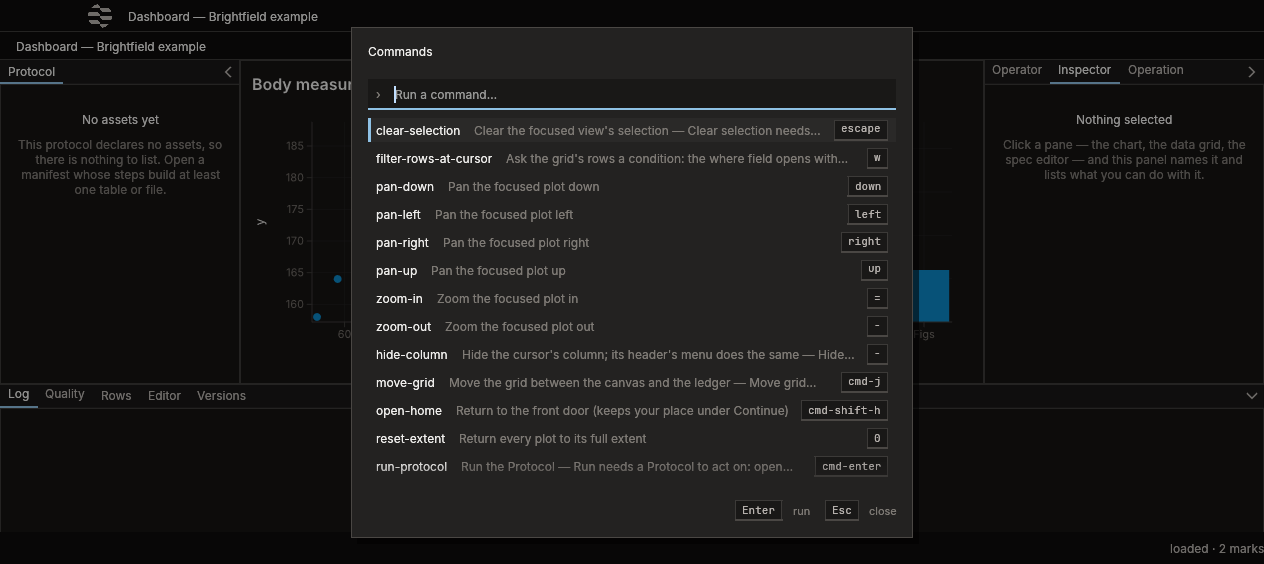 Dashboard — Brightfield example
Dashboard — Brightfield example
Protocol
No assets yet
This protocol declares no assets, so
there is nothing to list. Open a
manifest whose steps build at least
one table or file.
Body measur
185
180
175
170
165
160
y
60
Commands
› Run a command...
clear-selection Clear the focused view's selection — Clear selection needs... escape
filter-rows-at-cursor Ask the grid's rows a condition: the where field opens with... w
pan-down Pan the focused plot down down
pan-left Pan the focused plot left left
pan-right Pan the focused plot right right
pan-up Pan the focused plot up up
zoom-in Zoom the focused plot in =
zoom-out Zoom the focused plot out -
hide-column Hide the cursor's column; its header's menu does the same — Hide... -
move-grid Move the grid between the canvas and the ledger — Move grid... cmd-j
open-home Return to the front door (keeps your place under Continue) cmd-shift-h
reset-extent Return every plot to its full extent 0
run-protocol Run the Protocol — Run needs a Protocol to act on: open... cmd-enter
Enter run Esc close
Figs
Operator Inspector Operation
Nothing selected
Click a pane — the chart, the data grid, the
spec editor — and this panel names it and
lists what you can do with it.
Log Quality Rows Editor Versions
loaded · 2 marks